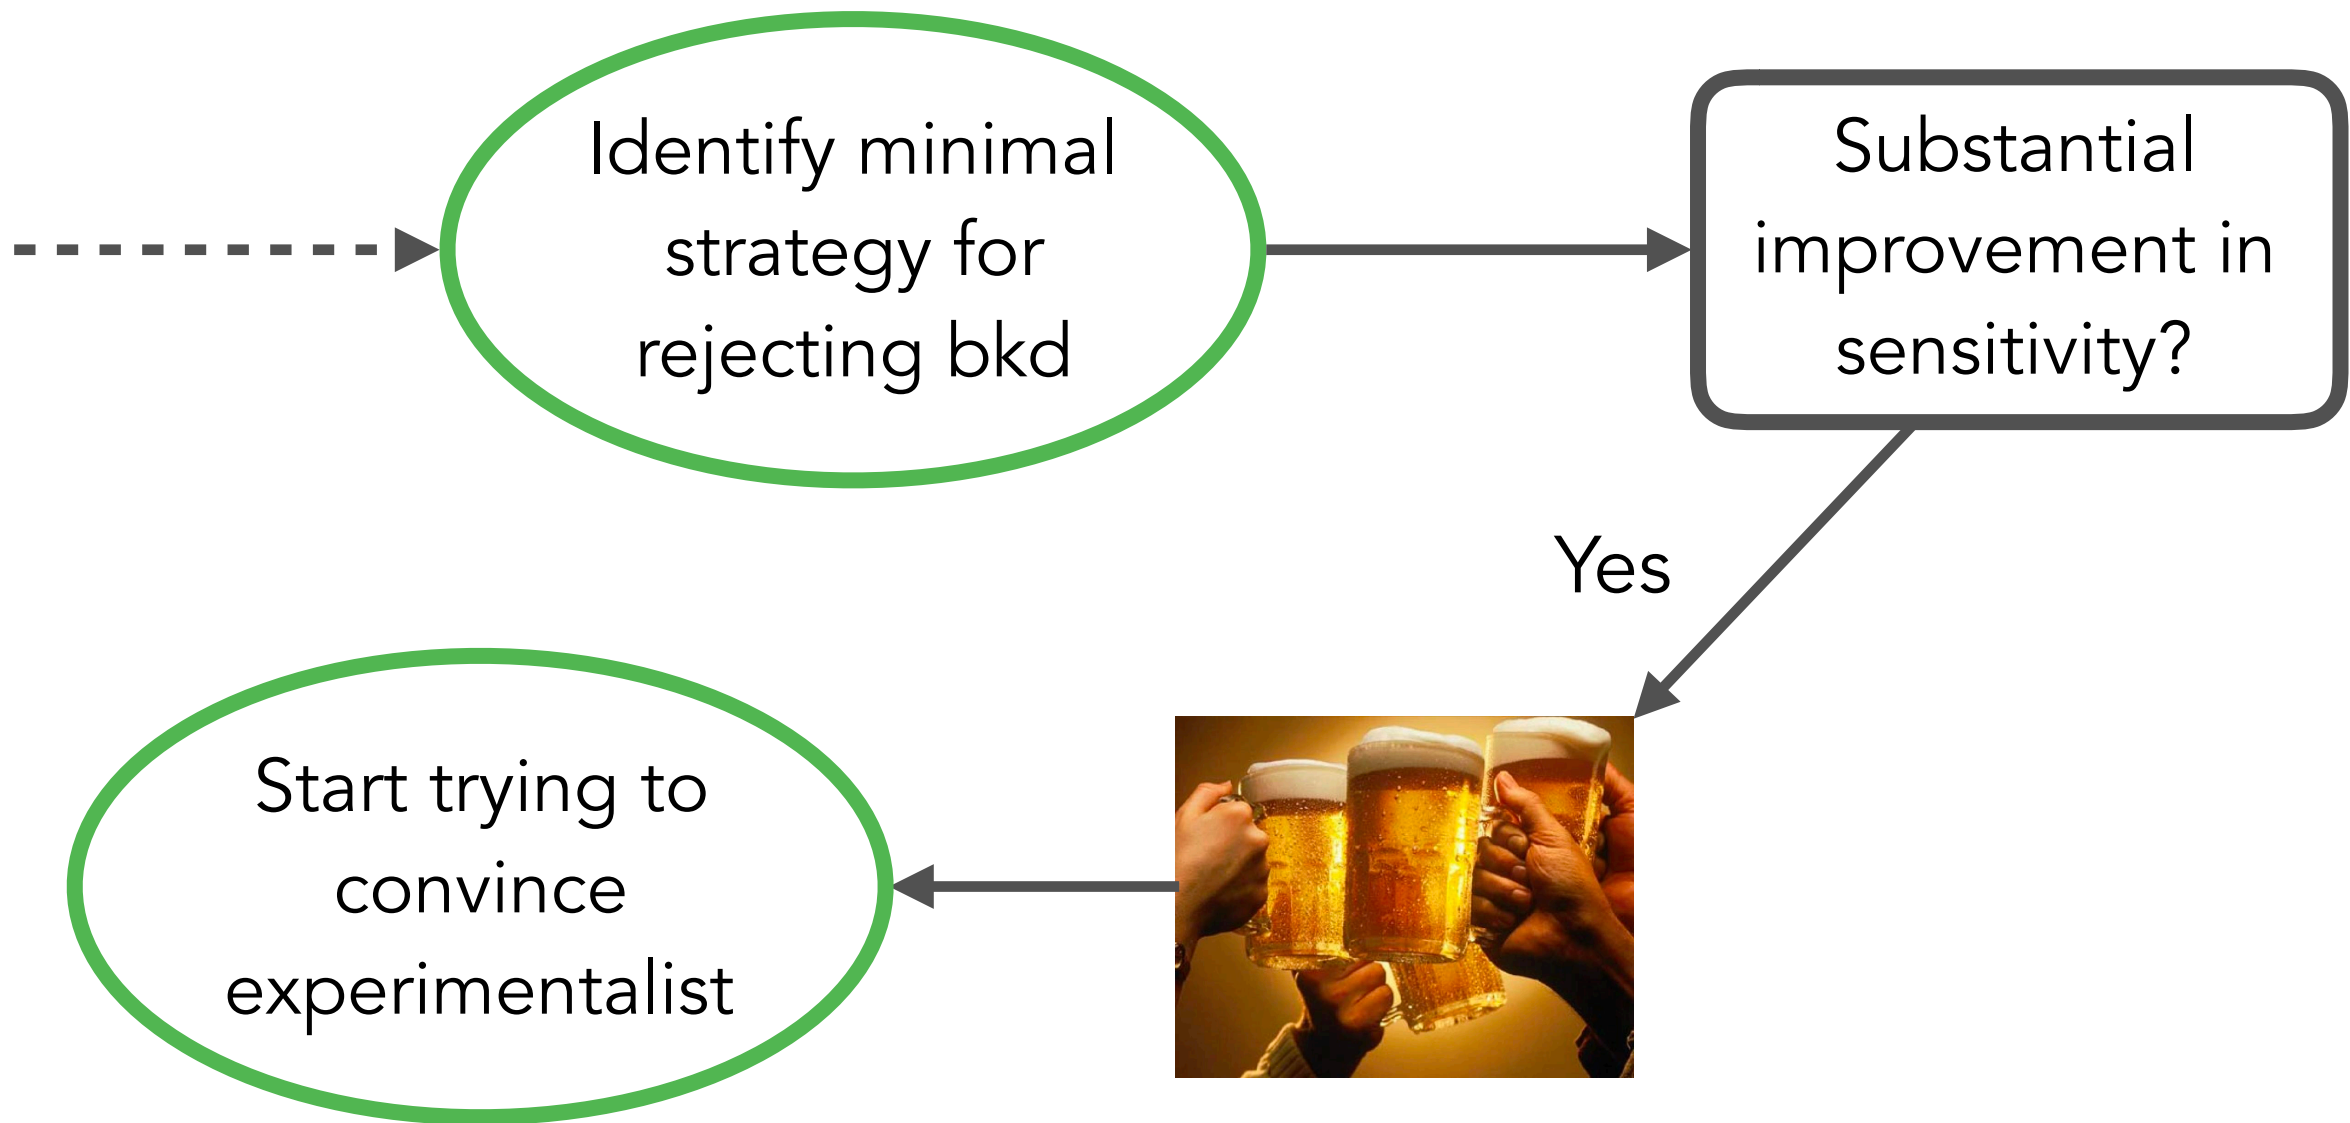 Identify minimal
strategy for
rejecting bkd
Substantial
improvement in
sensitivity?
Yes
Start trying to
convince
experimentalist